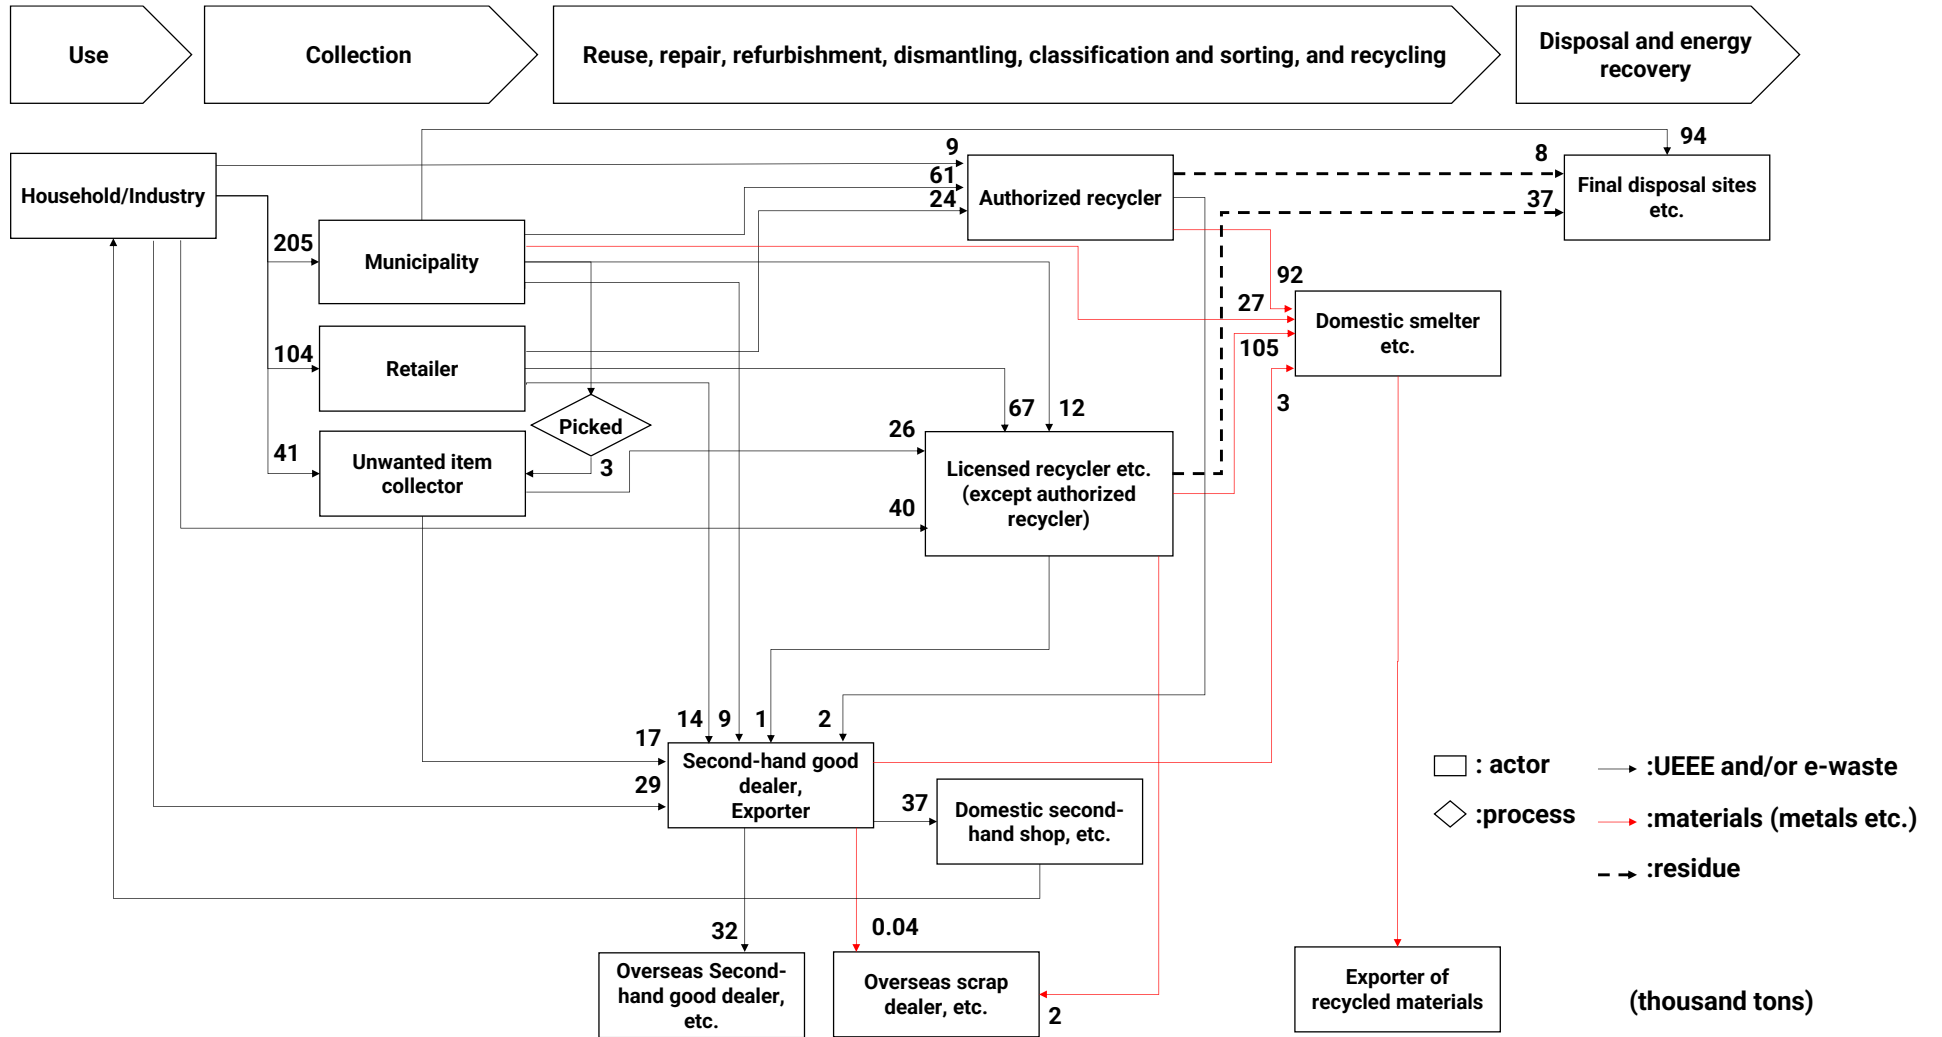 Use
Collection
Reuse, repair, refurbishment, dismantling, classification and sorting, and recycling
Disposal and energy
recovery
94
9
8
Household/Industry
61
Authorized recycler
Final disposal sites
etc.
24
37
205
Municipality
92
27
Domestic smelter
etc.
104
Retailer
105
3
67
12
Picked
26
41
Unwanted item
collector
3
Licensed recycler etc.
(except authorized
recycler)
40
14
9
1
2
17
Second-hand good
dealer,
Exporter
29
37
Domestic second-
hand shop, etc.
: actor
:UEEE and/or e-waste
:process
:materials (metals etc.)
:residue
32
0.04
Overseas Second-
hand good dealer,
etc.
Overseas scrap
dealer, etc.
2
Exporter of
recycled materials
(thousand tons)